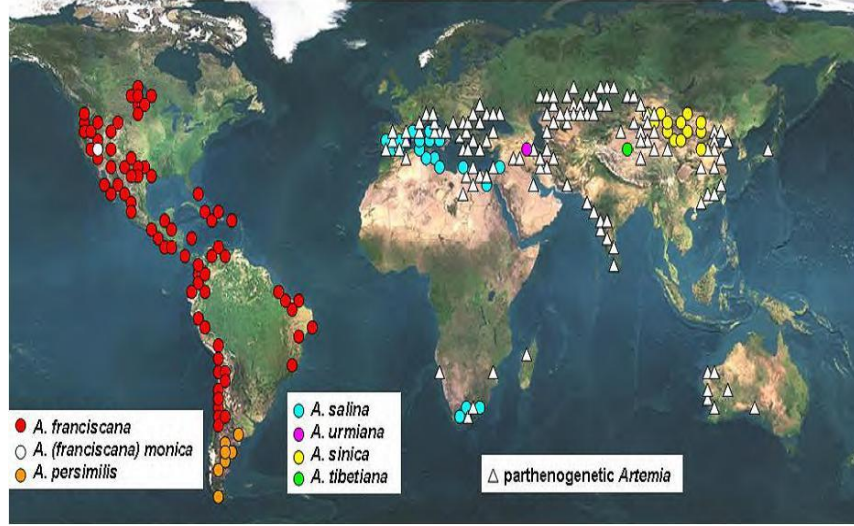 A. franciscana
A. (franciscana) monica
A. persimilis
A. salina
A. urmiana
A. sinica
A. tibetiana
parthenogenetic Artemia